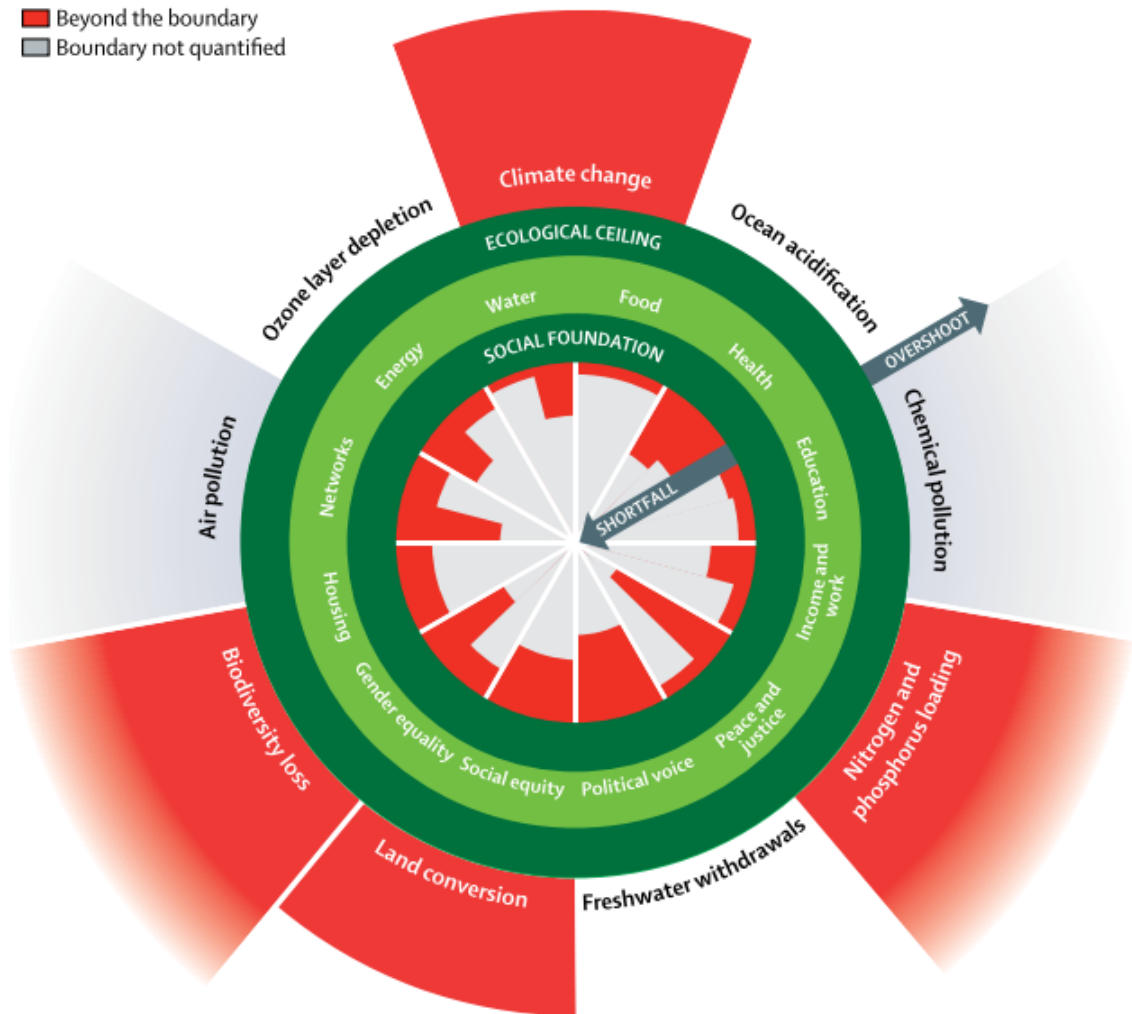 Beyond the boundary
Boundary not quantified
Climate change
Ozone layer depletion
Ocean acidification
ECOLOGICAL CEILING
Water
Food
SOCIAL FOUNDATION
Energy
Health
OVERSHOOT
Air pollution
Networks
Education
Chemical pollution
SHORTFALL
Housing
Income and
work
Biodiversity loss
Gender equality
Social equity
Political voice
Peace and
justice
Nitrogen and
phosphorus loading
Land conversion
Freshwater withdrawals